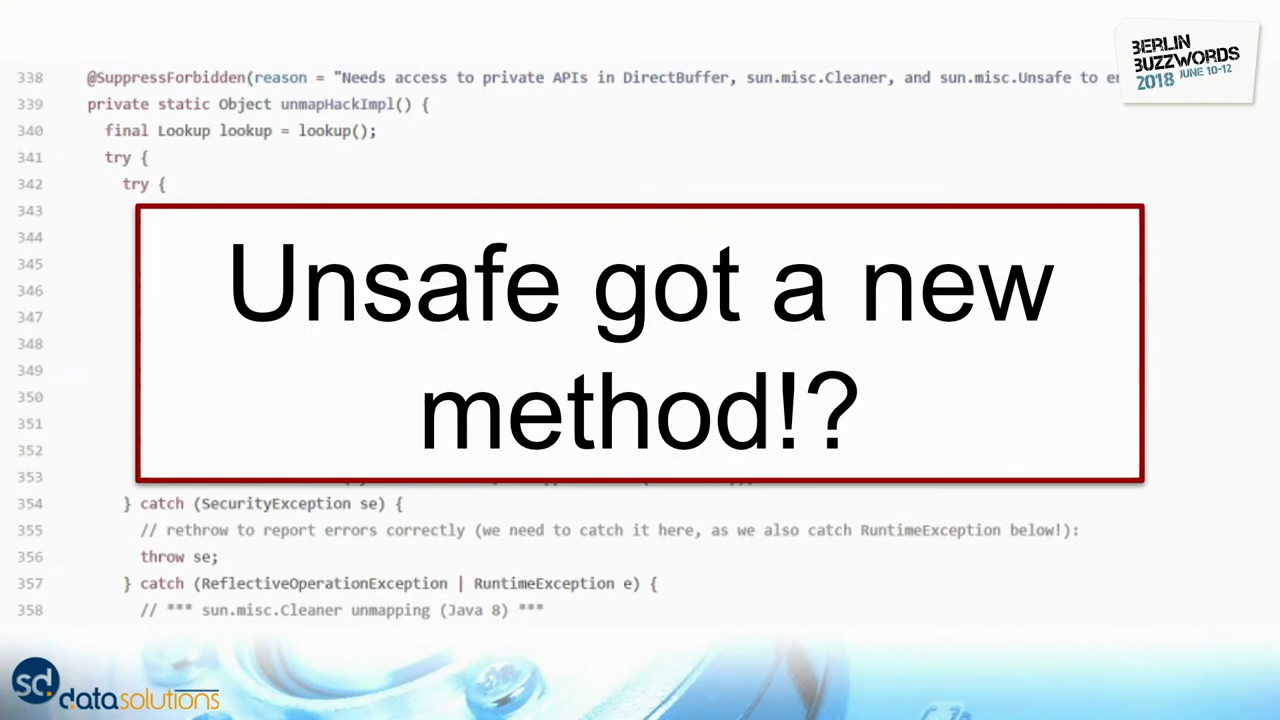 BERLIN
BUZZWORDS
2018 JUNE 10-12
338 @SuppressForbidden(reason = "Needs access to private APIs in DirectBuffer, sun.misc.Cleaner, and sun.misc.Unsafe to
339 private static Object unmapHackImpl() {
340 final Lookup lookup = lookup();
341 try {
342 try {
343
344
345
346
347
348
349
350
351
352
353
Unsafe got a new
method!?
354 } catch (SecurityException se) {
355 // rethrow to report errors correctly (we need to catch it here, as we also catch RuntimeException below!):
356 throw se;
357 } catch (ReflectiveOperationException | RuntimeException e) {
358 // *** sun.misc.Cleaner unmapping (Java 8) ***
sd. datasolutions